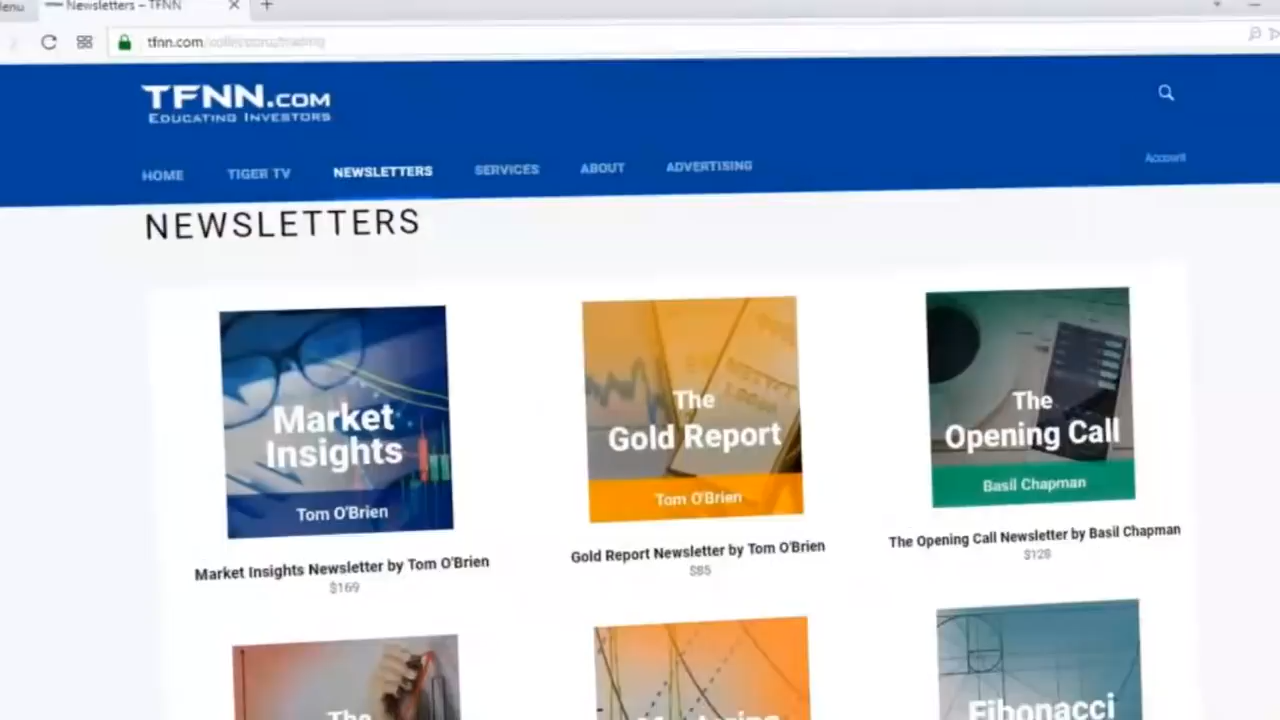 Newsletters – TFNN
tfnn.com
TFNN.COM
EDUCATING INVESTORS
HOME TIGER TV NEWSLETTERS SERVICES ABOUT ADVERTISING
Account
NEWSLETTERS
Market
Insights
Tom O'Brien
Market Insights Newsletter by Tom O'Brien
$169
The
Gold Report
Tom O'Brien
Gold Report Newsletter by Tom O'Brien
$85
The
Opening Call
Basil Chapman
The Opening Call Newsletter by Basil Chapman
$128
The
Fibonacci